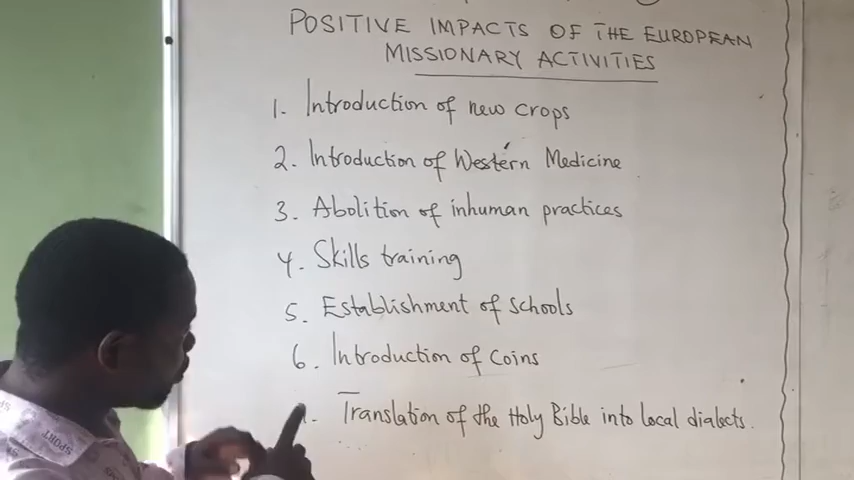 POSITIVE IMPACTS OF THE EUROPEAN
MISSIONARY ACTIVITIES
1. Introduction of new crops
2. Introduction of Western Medicine
3. Abolition of inhuman practices
4. Skills training
5. Establishment of schools
6. Introduction of Coins
Translation of the Holy Bible into local dialects.
SPORT